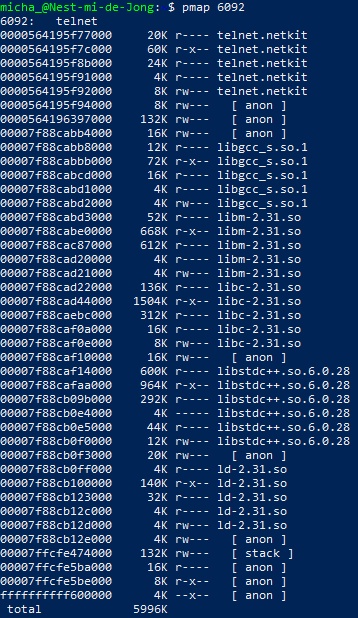 micha_@Nest-mi-de-Jong: $ pmap 6092
6092:   telnet
0000564195f77000     20K r---- telnet.netkit
0000564195f7c000     60K r-x-- telnet.netkit
0000564195f8b000     24K r---- telnet.netkit
0000564195f91000      4K r---- telnet.netkit
0000564195f92000      8K rw--- telnet.netkit
0000564195f94000      8K rw---   [ anon ]
0000564196397000    132K rw---   [ anon ]
00007f88cabb4000     16K rw---   [ anon ]
00007f88cabb8000     12K r---- libgcc_s.so.1
00007f88cabbb000     72K r-x-- libgcc_s.so.1
00007f88cabcd000     16K r---- libgcc_s.so.1
00007f88cabd1000      4K r---- libgcc_s.so.1
00007f88cabd2000      4K rw--- libgcc_s.so.1
00007f88cabd3000     52K r---- libm-2.31.so
00007f88cabe0000    668K r-x-- libm-2.31.so
00007f88cac87000    612K r---- libm-2.31.so
00007f88cad20000      4K r---- libm-2.31.so
00007f88cad21000      4K rw--- libm-2.31.so
00007f88cad22000    136K r---- libc-2.31.so
00007f88cad44000   1504K r-x-- libc-2.31.so
00007f88caebc000    312K r---- libc-2.31.so
00007f88caf0a000     16K r---- libc-2.31.so
00007f88caf0e000      8K rw--- libc-2.31.so
00007f88caf10000     16K rw---   [ anon ]
00007f88caf14000    600K r---- libstdc++.so.6.0.28
00007f88cafaa000    964K r-x-- libstdc++.so.6.0.28
00007f88cb09b000    292K r---- libstdc++.so.6.0.28
00007f88cb0e4000      4K ----- libstdc++.so.6.0.28
00007f88cb0e5000     44K r---- libstdc++.so.6.0.28
00007f88cb0f0000     12K rw--- libstdc++.so.6.0.28
00007f88cb0f3000     20K rw---   [ anon ]
00007f88cb0ff000      4K r---- ld-2.31.so
00007f88cb100000    140K r-x-- ld-2.31.so
00007f88cb123000     32K r---- ld-2.31.so
00007f88cb12c000      4K r---- ld-2.31.so
00007f88cb12d000      4K rw--- ld-2.31.so
00007f88cb12e000      4K rw---   [ anon ]
00007ffcfe474000    132K rw---   [ stack ]
00007ffcfe5ba000     16K r----   [ anon ]
00007ffcfe5be000      8K r-x--   [ anon ]
ffffffffff600000      4K --x--   [ anon ]
 total             5996K